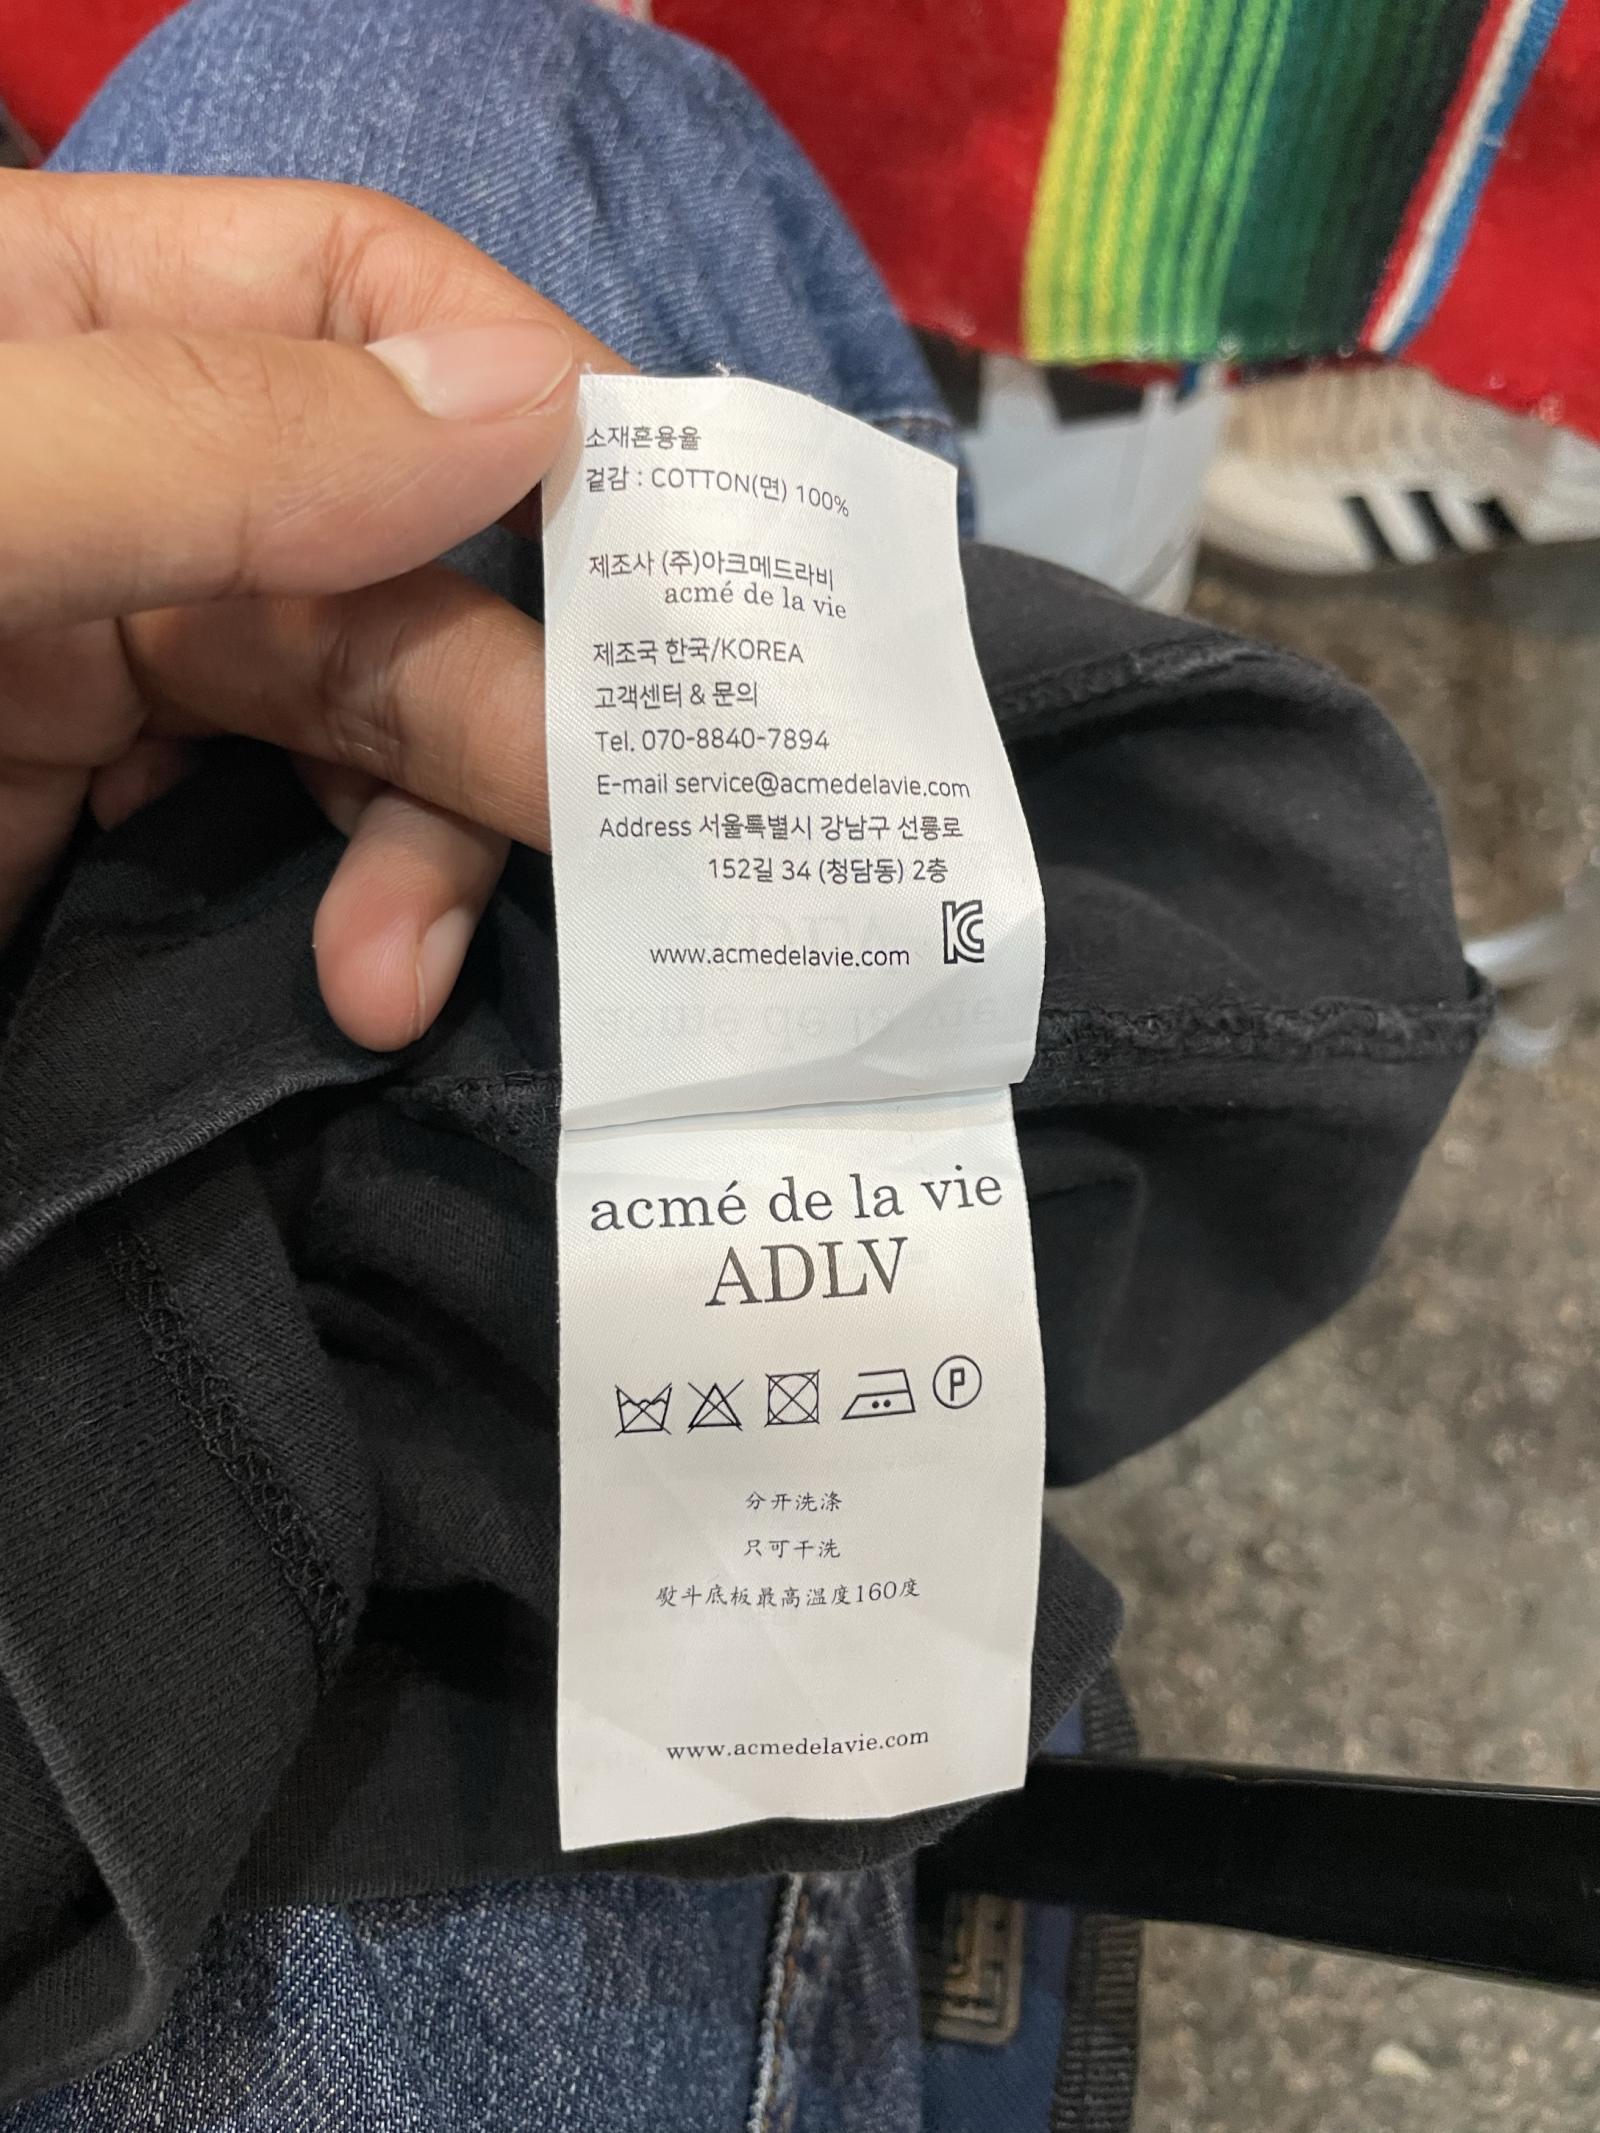 소재혼용율
겉감 : COTTON(면) 100%
제조사 (주)아크메드라비
acmé de la vie
제조국 한국/KOREA
고객센터 & 문의
Tel. 070-8840-7894
E-mail service@acmedelavie.com
Address 서울특별시 강남구 선릉로
152길 34 (청담동) 2층
www.acmedelavie.com
acmé de la vie
ADLV
P
分开洗涤
只可干洗
熨斗底板最高温度160度
www.acmedelavie.com